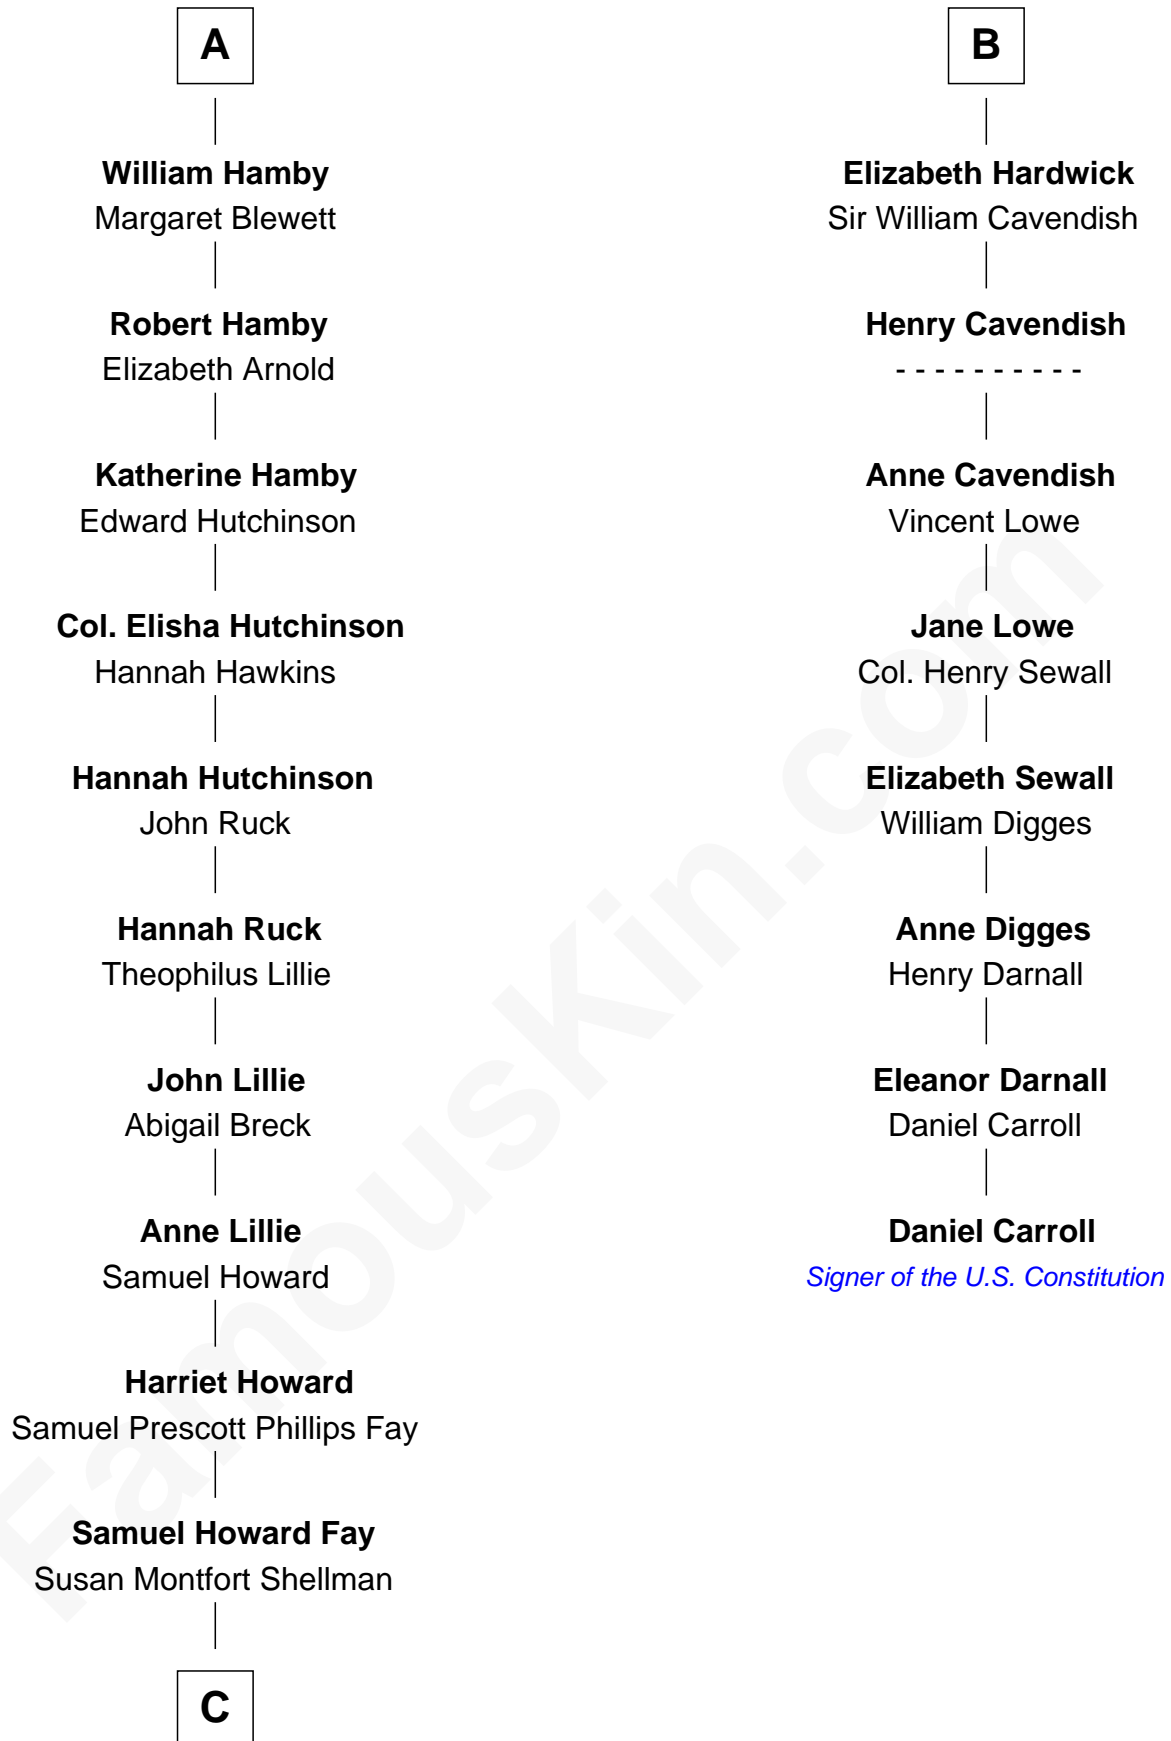 A
William Hamby
Margaret Blewett
Robert Hamby
Elizabeth Arnold
Katherine Hamby
Edward Hutchinson
Col. Elisha Hutchinson
Hannah Hawkins
Hannah Hutchinson
John Ruck
Hannah Ruck
Theophilus Lillie
John Lillie
Abigail Breck
Anne Lillie
Samuel Howard
Harriet Howard
Samuel Prescott Phillips Fay
Samuel Howard Fay
Susan Montfort Shellman
C
B
Elizabeth Hardwick
Sir William Cavendish
Henry Cavendish
- - - - - - - - - -
Anne Cavendish
Vincent Lowe
Jane Lowe
Col. Henry Sewall
Elizabeth Sewall
William Digges
Anne Digges
Henry Darnall
Eleanor Darnall
Daniel Carroll
Daniel Carroll
Signer of the U.S. Constitution
FamousKin.com